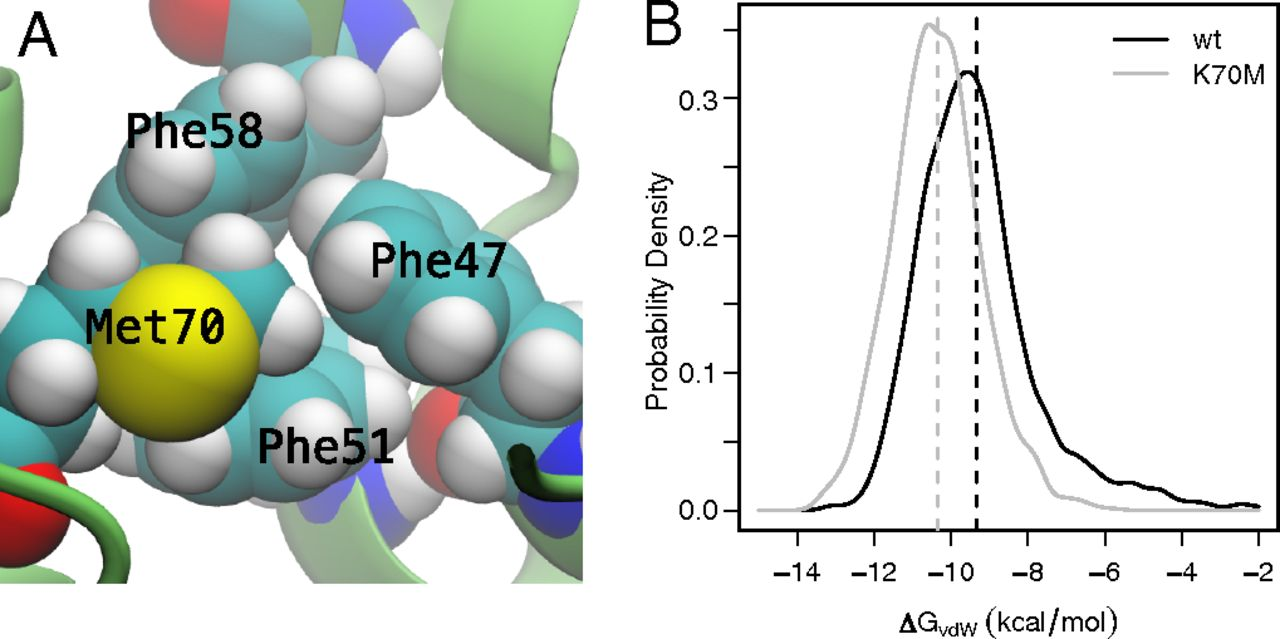 A
Phe58
Phe47
Met70
Phe51
B
wt
K70M
Probability Density
0.3
0.2
0.1
0.0
−14 −12 −10 −8 −6 −4 −2
ΔGvdW (kcal/mol)